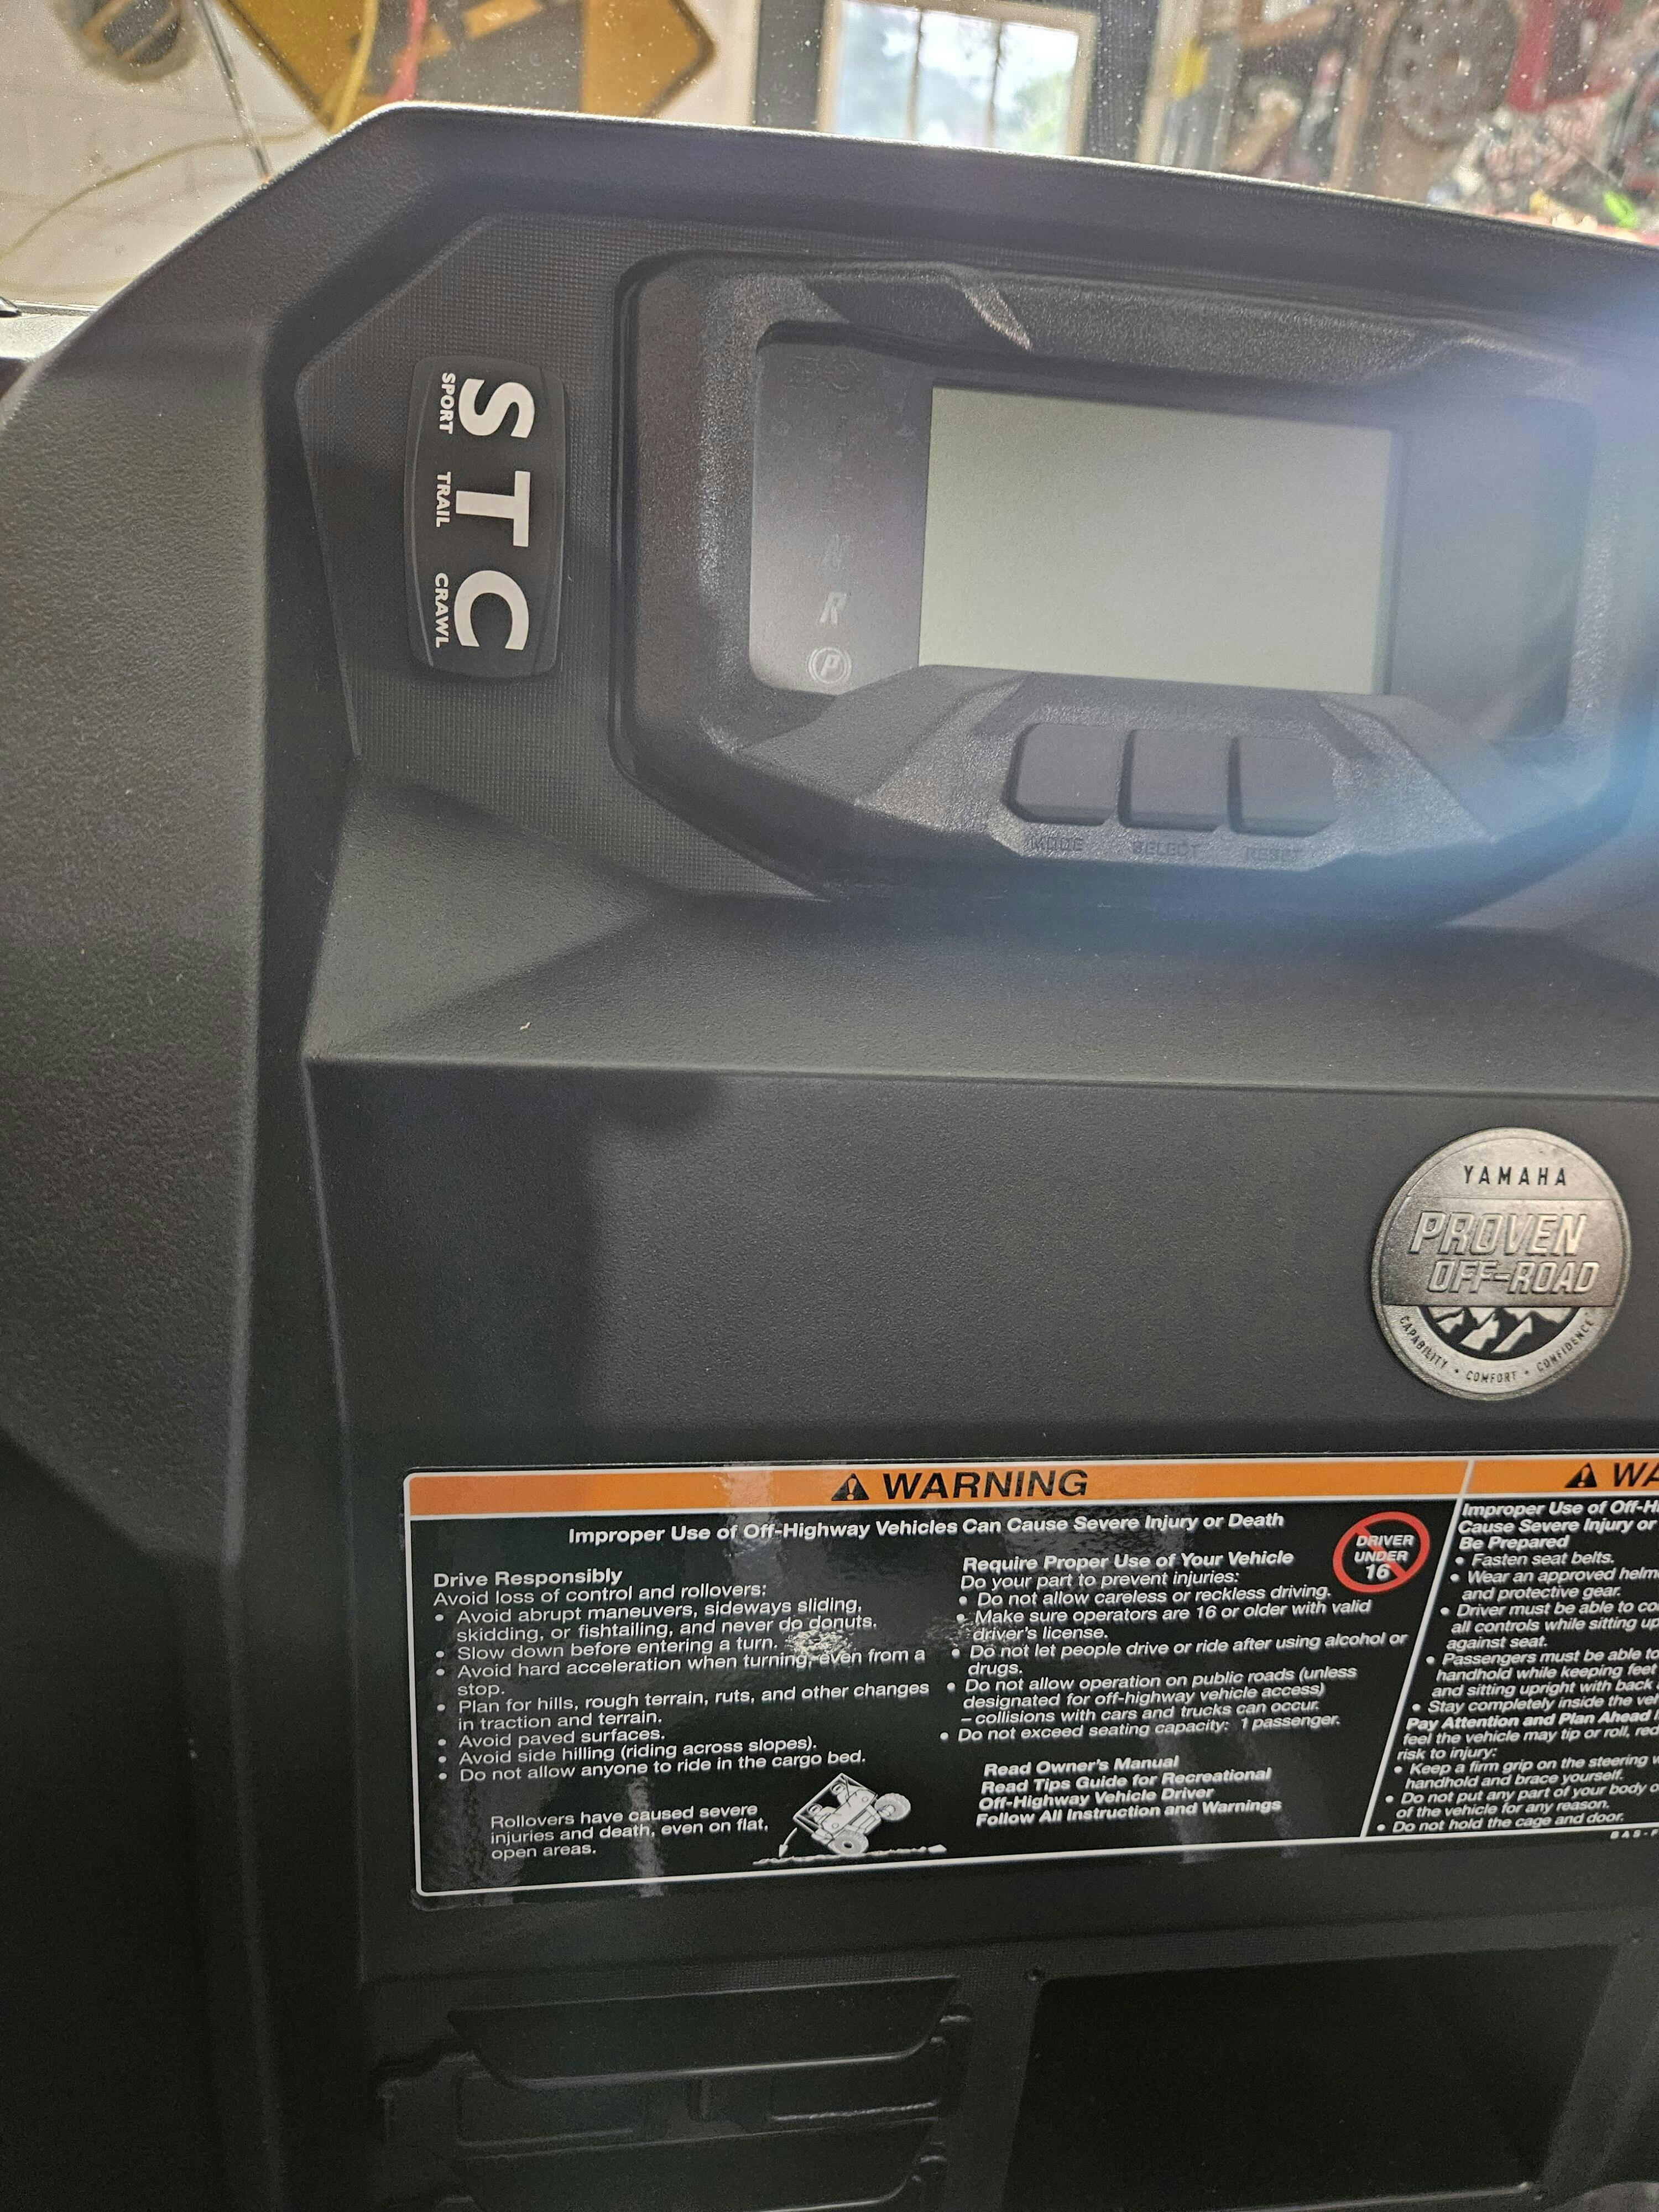 S T C
SPORT TRAIL CRAWL
N
R
P
MODE SELECT RESET
YAMAHA
PROVEN
OFF-ROAD
CAPABILITY • COMFORT • CONFIDENCE
WARNING
Improper Use of Off-Highway Vehicles Can Cause Severe Injury or Death
Drive Responsibly
Avoid loss of control and rollovers:
• Avoid abrupt maneuvers, sideways sliding,
skidding, or fishtailing, and never do donuts.
• Slow down before entering a turn.
• Avoid hard acceleration when turning, even from a
stop.
• Plan for hills, rough terrain, ruts, and other changes
in traction and terrain.
• Avoid paved surfaces.
• Avoid side hilling (riding across slopes).
• Do not allow anyone to ride in the cargo bed.
Rollovers have caused severe
injuries and death, even on flat,
open areas.
Require Proper Use of Your Vehicle
Do your part to prevent injuries:
• Do not allow careless or reckless driving.
• Make sure operators are 16 or older with valid
driver's license.
• Do not let people drive or ride after using alcohol or
drugs.
• Do not allow operation on public roads (unless
designated for off-highway vehicle access)
– collisions with cars and trucks can occur.
• Do not exceed seating capacity: 1 passenger.
Read Owner's Manual
Read Tips Guide for Recreational
Off-Highway Vehicle Driver
Follow All Instruction and Warnings
DRIVER
UNDER
16
WA
Improper Use of Off-H
Cause Severe Injury or
Be Prepared
• Fasten seat belts.
• Wear an approved helm
and protective gear.
• Driver must be able to co
all controls while sitting up
against seat.
• Passengers must be able to
handhold while keeping feet
and sitting upright with back
• Stay completely inside the veh
Pay Attention and Plan Ahead
feel the vehicle may tip or roll, red
risk to injury:
• Keep a firm grip on the steering w
handhold and brace yourself.
• Do not put any part of your body o
of the vehicle for any reason.
• Do not hold the cage and door.